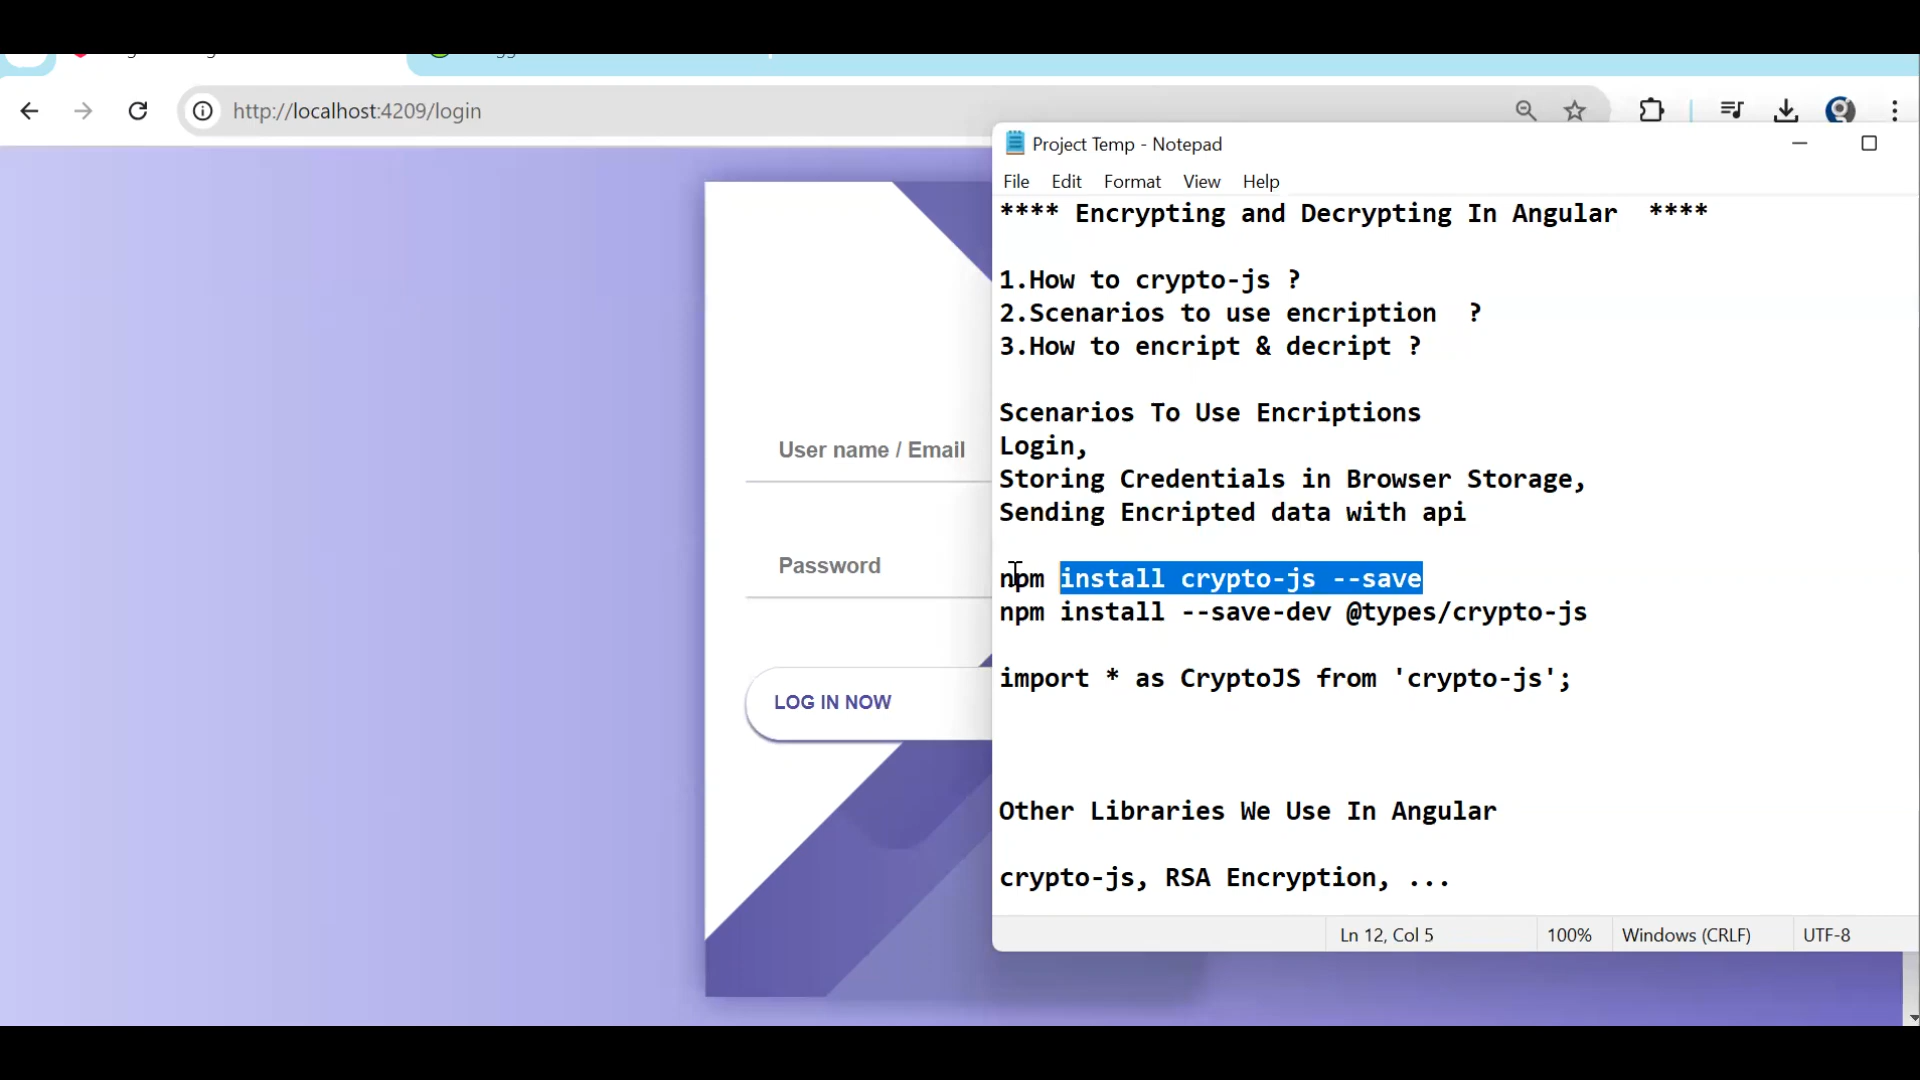 http://localhost:4209/login
User name / Email
Password
LOG IN NOW
Project Temp - Notepad
File Edit Format View Help
**** Encrypting and Decrypting In Angular ****
1.How to crypto-js ?
2.Scenarios to use encription ?
3.How to encript & decript ?
Scenarios To Use Encriptions
Login,
Storing Credentials in Browser Storage,
Sending Encripted data with api
npm install crypto-js --save
npm install --save-dev @types/crypto-js
import * as CryptoJS from 'crypto-js';
Other Libraries We Use In Angular
crypto-js, RSA Encryption, ...
Ln 12, Col 5 100% Windows (CRLF) UTF-8